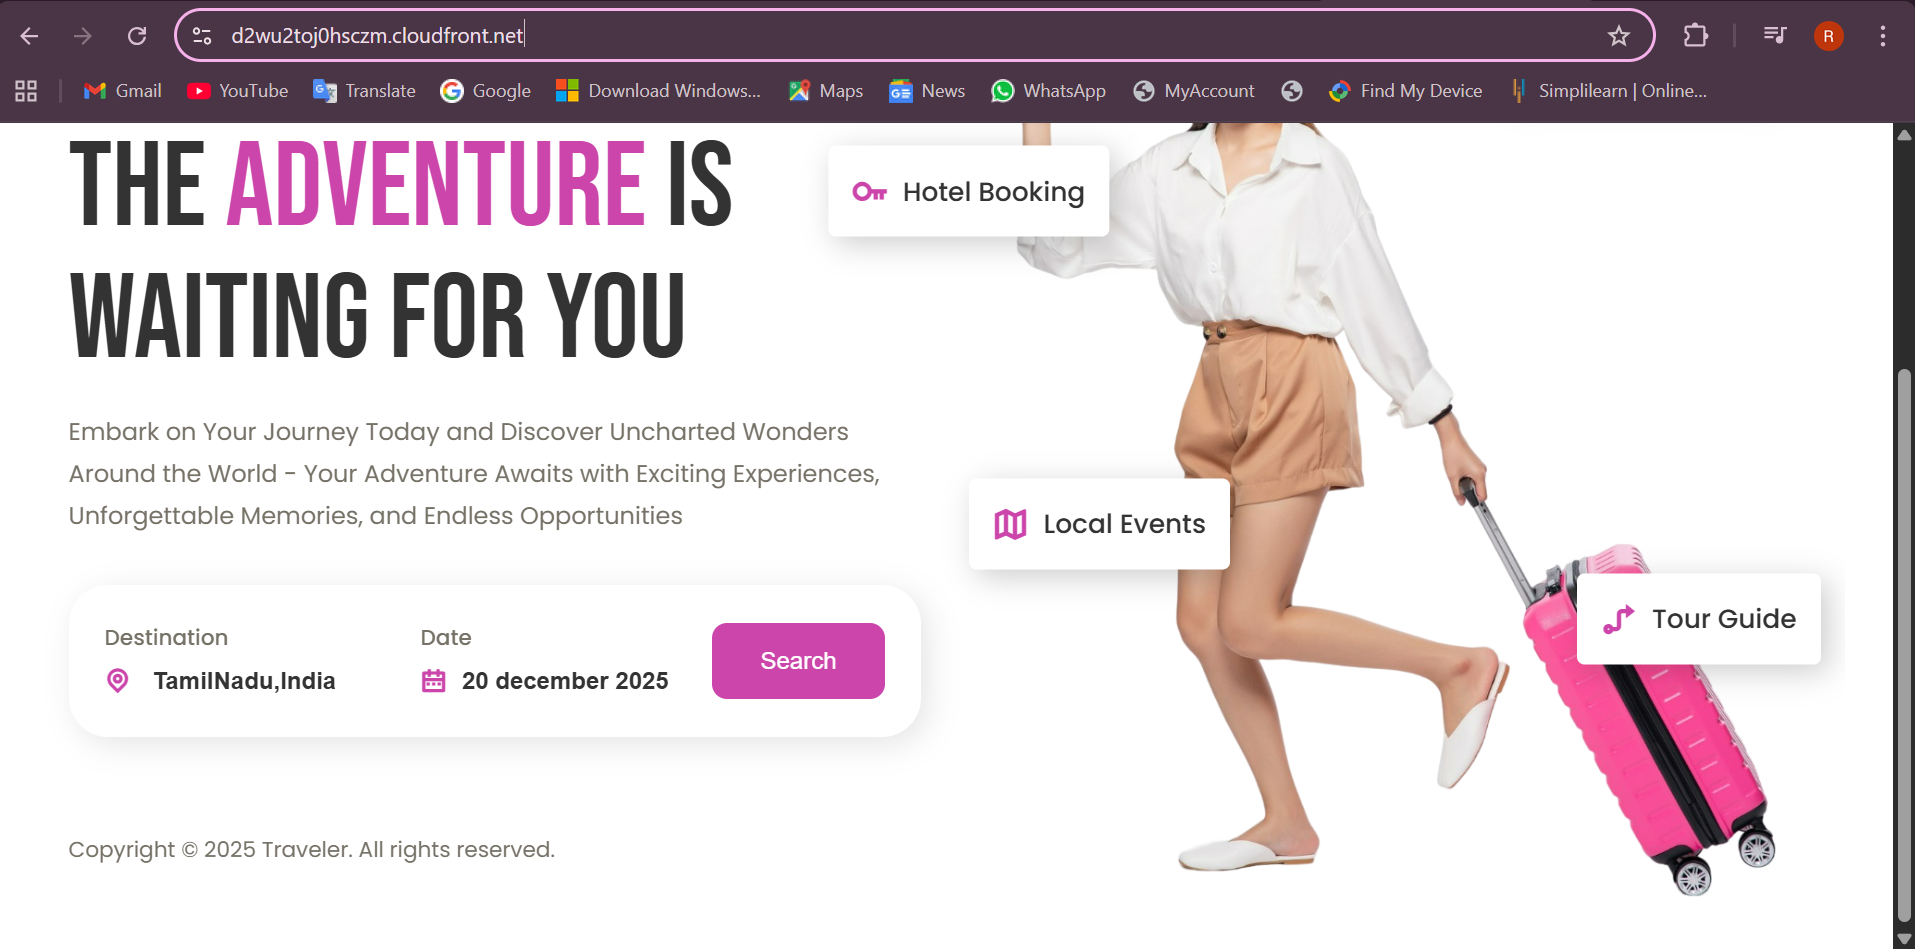 d2wu2toj0hsczm.cloudfront.net
R
Gmail
YouTube
Translate
Google
Download Windows...
Maps
News
WhatsApp
MyAccount
Find My Device
Simplilearn | Online...
THE ADVENTURE IS
WAITING FOR YOU
Embark on Your Journey Today and Discover Uncharted Wonders
Around the World - Your Adventure Awaits with Exciting Experiences,
Unforgettable Memories, and Endless Opportunities
Destination
TamilNadu,India
Date
20 december 2025
Search
Hotel Booking
Local Events
Tour Guide
Copyright © 2025 Traveler. All rights reserved.